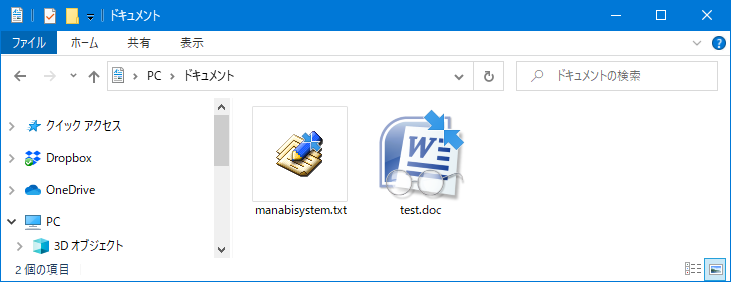 ドキュメント
ファイル ホーム 共有 表示
PC ドキュメント ドキュメントの検索
クイック アクセス
Dropbox
OneDrive
PC
3D オブジェクト
manabisystem.txt test.doc
2 個の項目